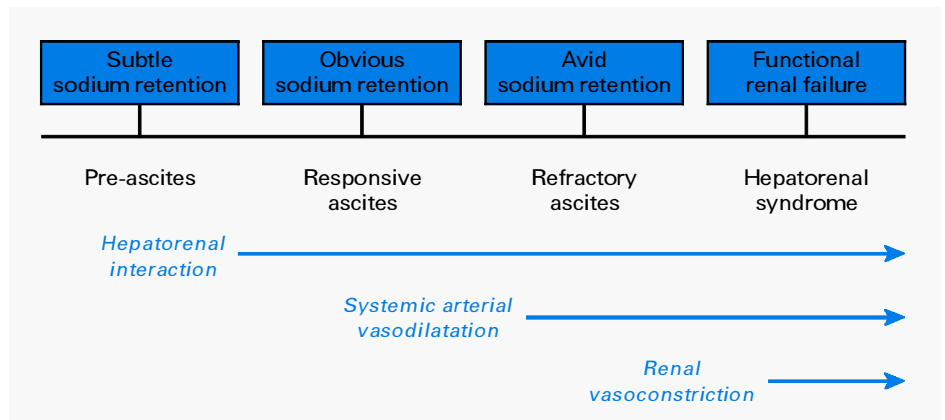 Subtle
sodium retention
Obvious
sodium retention
Avid
sodium retention
Functional
renal failure
Pre-ascites
Responsive
ascites
Refractory
ascites
Hepatorenal
syndrome
Hepatorenal
interaction
Systemic arterial
vasodilatation
Renal
vasoconstriction